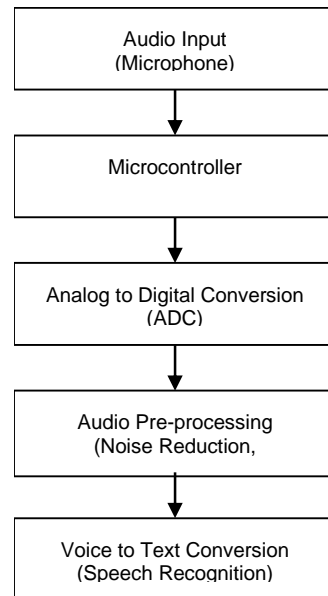 Audio Input
(Microphone)
Microcontroller
Analog to Digital Conversion
(ADC)
Audio Pre-processing
(Noise Reduction,
Voice to Text Conversion
(Speech Recognition)